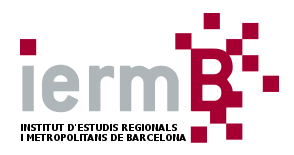 iermB
INSTITUT D'ESTUDIS REGIONALS
I METROPOLITANS DE BARCELONA